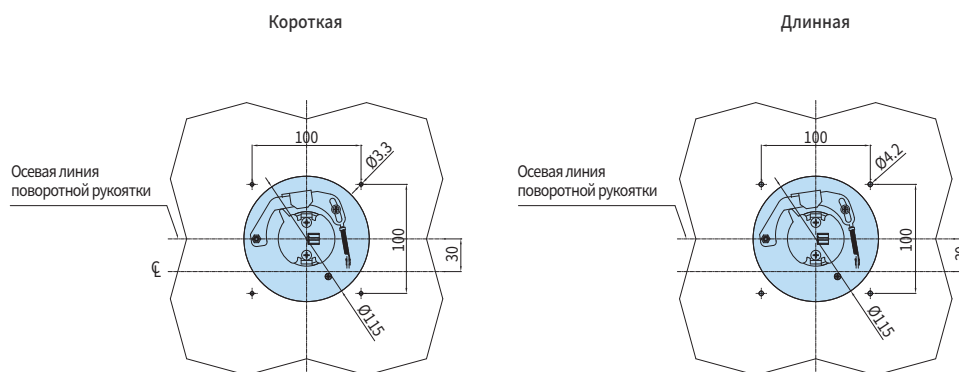 Короткая
Длинная
100
Ø3.3
Осевая линия
поворотной рукоятки
100
30
℄
Ø115
100
Ø4.2
Осевая линия
поворотной рукоятки
100
Ø115